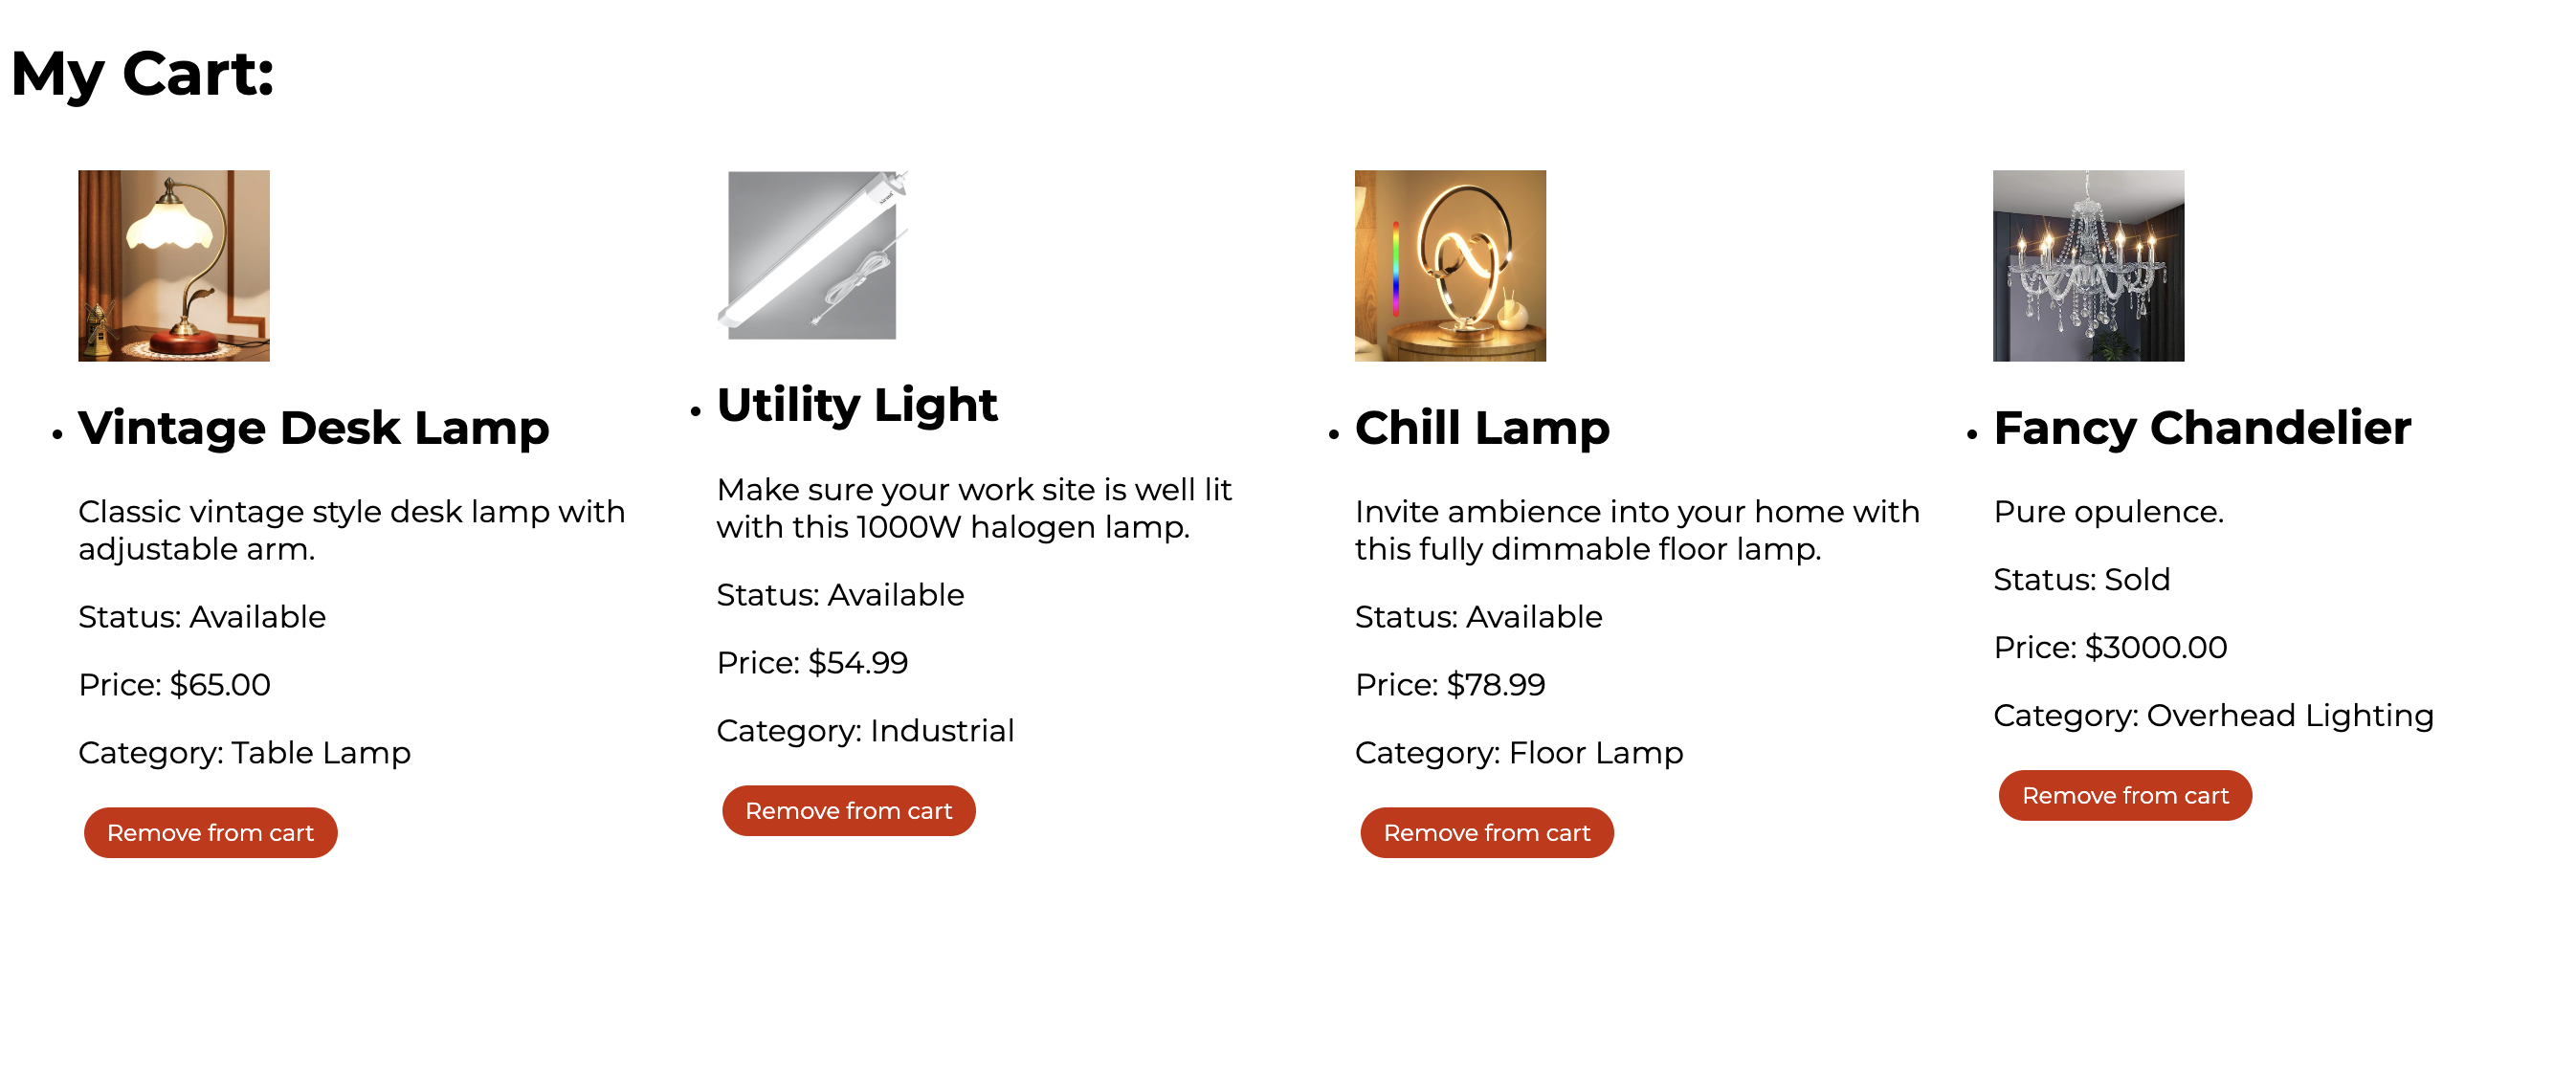 My Cart:
Vintage Desk Lamp
Classic vintage style desk lamp with
adjustable arm.
Status: Available
Price: $65.00
Category: Table Lamp
Remove from cart
Utility Light
Make sure your work site is well lit
with this 1000W halogen lamp.
Status: Available
Price: $54.99
Category: Industrial
Remove from cart
Chill Lamp
Invite ambience into your home with
this fully dimmable floor lamp.
Status: Available
Price: $78.99
Category: Floor Lamp
Remove from cart
Fancy Chandelier
Pure opulence.
Status: Sold
Price: $3000.00
Category: Overhead Lighting
Remove from cart